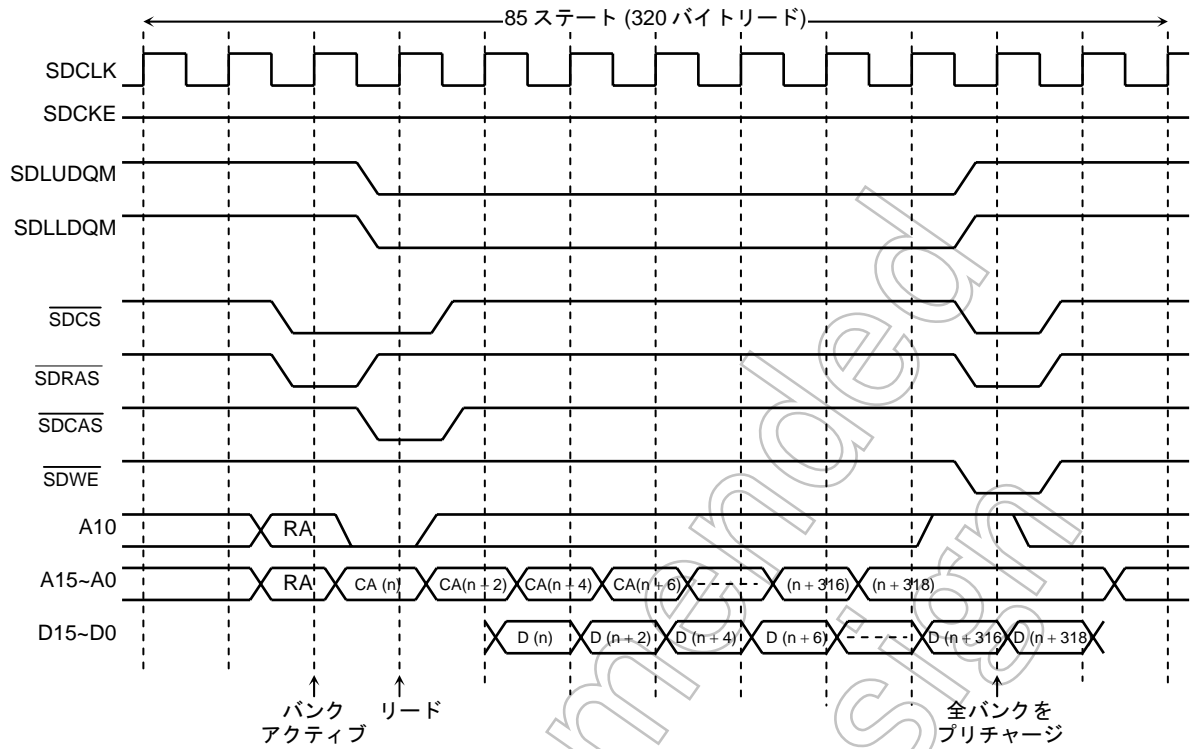 85 ステート (320 バイトリード)
SDCLK
SDCKE
SDLUDQM
SDLLDQM
SDCS
SDRAS
SDCAS
SDWE
A10
RA
A15~A0
RA
CA (n)
CA(n + 2)
CA(n + 4)
CA(n + 6)
(n + 316)
(n + 318)
D15~D0
D (n)
D (n + 2)
D (n + 4)
D (n + 6)
D (n + 316)
D (n + 318)
バンク
アクティブ
リード
全バンクを
プリチャージ
mended
sign